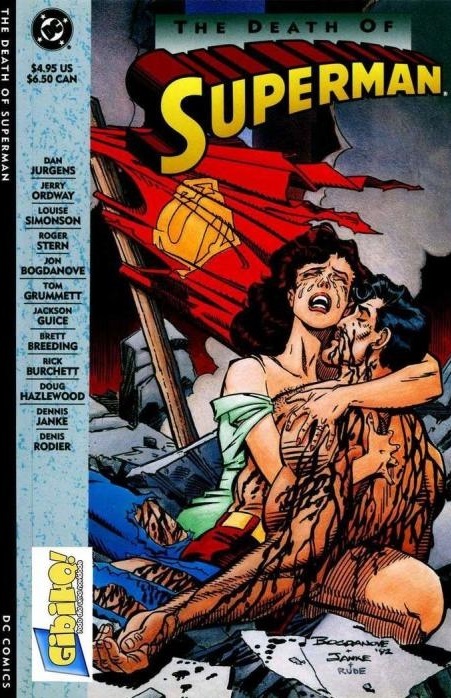 THE DEATH OF SUPERMAN
DC COMICS
DC
$4.95 US
$6.50 CAN
THE DEATH OF
SUPERMAN
DAN
JURGENS
JERRY
ORDWAY
LOUISE
SIMONSON
ROGER
STERN
JON
BOGDANOVE
TOM
GRUMMETT
JACKSON
GUICE
BRETT
BREEDING
RICK
BURCHETT
DOUG
HAZLEWOOD
DENNIS
JANKE
DENIS
RODIER
S
GibiHQ!
BOGDANOVE
'92
+ JANKE
+ RUDE